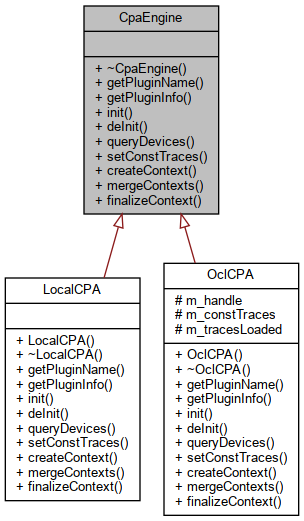 CpaEngine
+ ~CpaEngine()
+ getPluginName()
+ getPluginInfo()
+ init()
+ deInit()
+ queryDevices()
+ setConstTraces()
+ createContext()
+ mergeContexts()
+ finalizeContext()
LocalCPA
+ LocalCPA()
+ ~LocalCPA()
+ getPluginName()
+ getPluginInfo()
+ init()
+ deInit()
+ queryDevices()
+ setConstTraces()
+ createContext()
+ mergeContexts()
+ finalizeContext()
OclCPA
# m_handle
# m_constTraces
# m_tracesLoaded
+ OclCPA()
+ ~OclCPA()
+ getPluginName()
+ getPluginInfo()
+ init()
+ deInit()
+ queryDevices()
+ setConstTraces()
+ createContext()
+ mergeContexts()
+ finalizeContext()